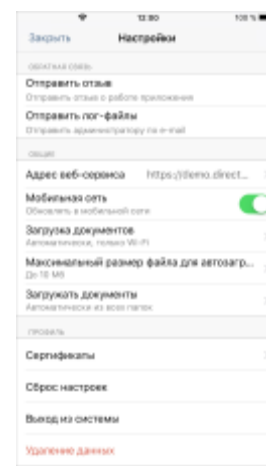 12:00 100 %
Закрыть Настройки
ОБРАТНАЯ СВЯЗЬ
Отправить отзыв
Отправить отзыв о работе приложения
Отправить лог-файлы
Отправить администратору по e-mail
ОБЩИЕ
Адрес веб-сервиса https://demo.direct...
Мобильная сеть
Обновлять в мобильной сети
Загрузка документов
Автоматически, только Wi-Fi
Максимальный размер файла для автозагр...
До 10 Мб
Загружать документы
Автоматически из всех папок
ПРОФИЛЬ
Сертификаты
Сброс настроек
Выход из системы
Удаление данных